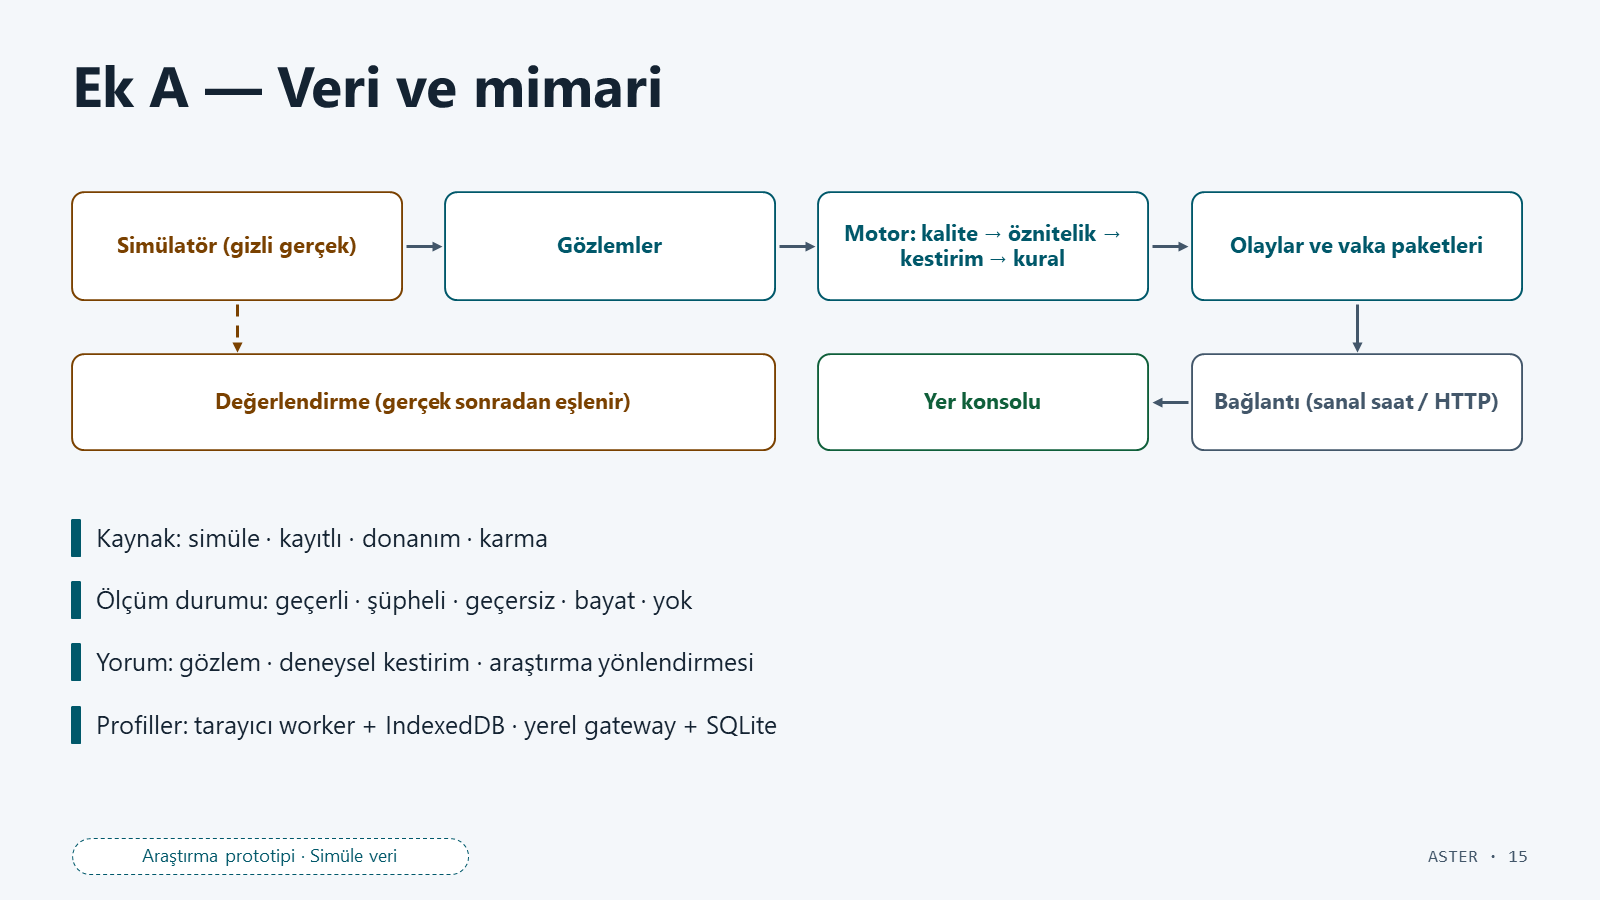 Ek A — Veri ve mimari
Simülatör (gizli gerçek)
Gözlemler
Motor: kalite → öznitelik →
kestirim → kural
Olaylar ve vaka paketleri
Değerlendirme (gerçek sonradan eşlenir)
Yer konsolu
Bağlantı (sanal saat / HTTP)
Kaynak: simüle · kayıtlı · donanım · karma
Ölçüm durumu: geçerli · şüpheli · geçersiz · bayat · yok
Yorum: gözlem · deneysel kestirim · araştırma yönlendirmesi
Profiller: tarayıcı worker + IndexedDB · yerel gateway + SQLite
Araştırma prototipi · Simüle veri
ASTER · 15